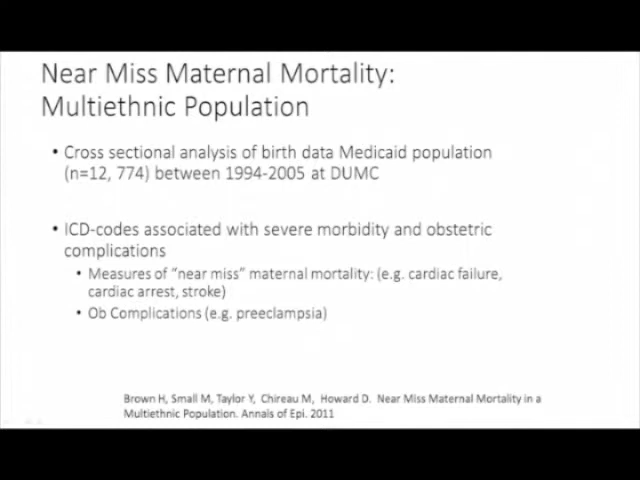 Near Miss Maternal Mortality:
Multiethnic Population
• Cross sectional analysis of birth data Medicaid population
(n=12, 774) between 1994-2005 at DUMC
• ICD-codes associated with severe morbidity and obstetric
complications
• Measures of “near miss” maternal mortality: (e.g. cardiac failure,
cardiac arrest, stroke)
• Ob Complications (e.g. preeclampsia)
Brown H, Small M, Taylor Y, Chireau M, Howard D. Near Miss Maternal Mortality in a
Multiethnic Population. Annals of Epi. 2011